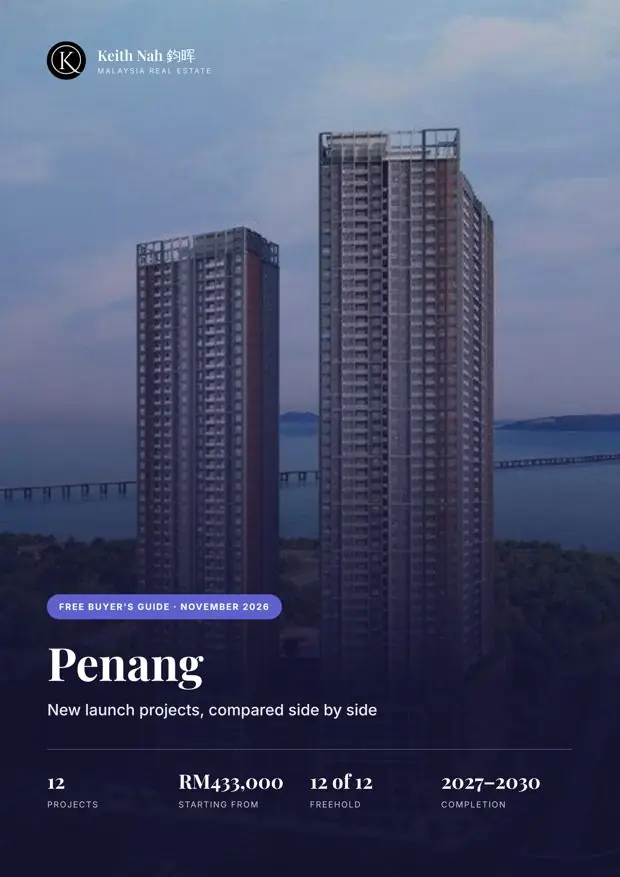 K
Keith Nah 鈞晖
MALAYSIA REAL ESTATE
FREE BUYER'S GUIDE · NOVEMBER 2026
Penang
New launch projects, compared side by side
12
PROJECTS
RM433,000
STARTING FROM
12 of 12
FREEHOLD
2027–2030
COMPLETION